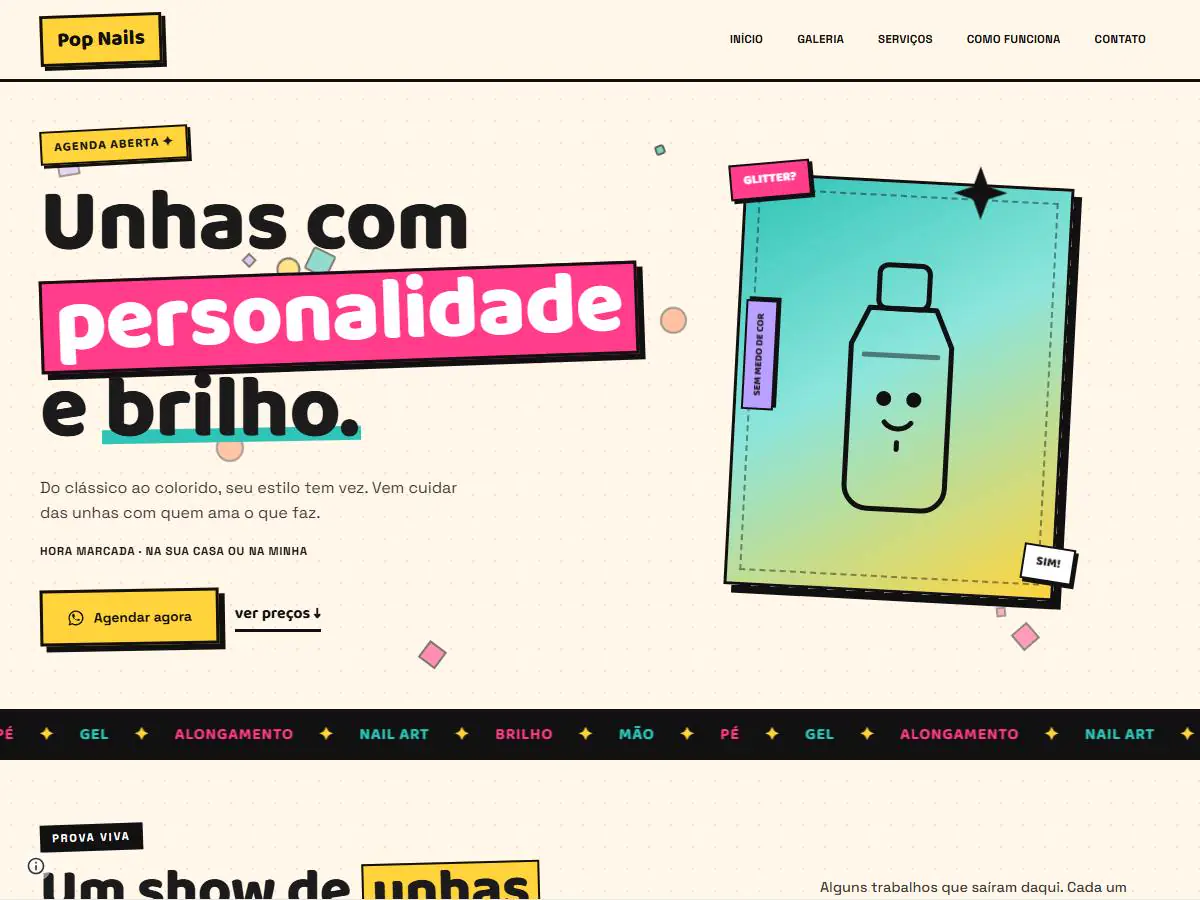 Pop Nails
INÍCIO GALERIA SERVIÇOS COMO FUNCIONA CONTATO
AGENDA ABERTA ✦
Unhas com
personalidade
e brilho.
Do clássico ao colorido, seu estilo tem vez. Vem cuidar
das unhas com quem ama o que faz.
HORA MARCADA · NA SUA CASA OU NA MINHA
Agendar agora
ver preços ↓
GLITTER?
SEM MEDO DE COR
SIM!
PÉ ✦ GEL ✦ ALONGAMENTO ✦ NAIL ART ✦ BRILHO ✦ MÃO ✦ PÉ ✦ GEL ✦ ALONGAMENTO ✦ NAIL ART ✦
PROVA VIVA
Um show de unhas
Alguns trabalhos que saíram daqui. Cada um